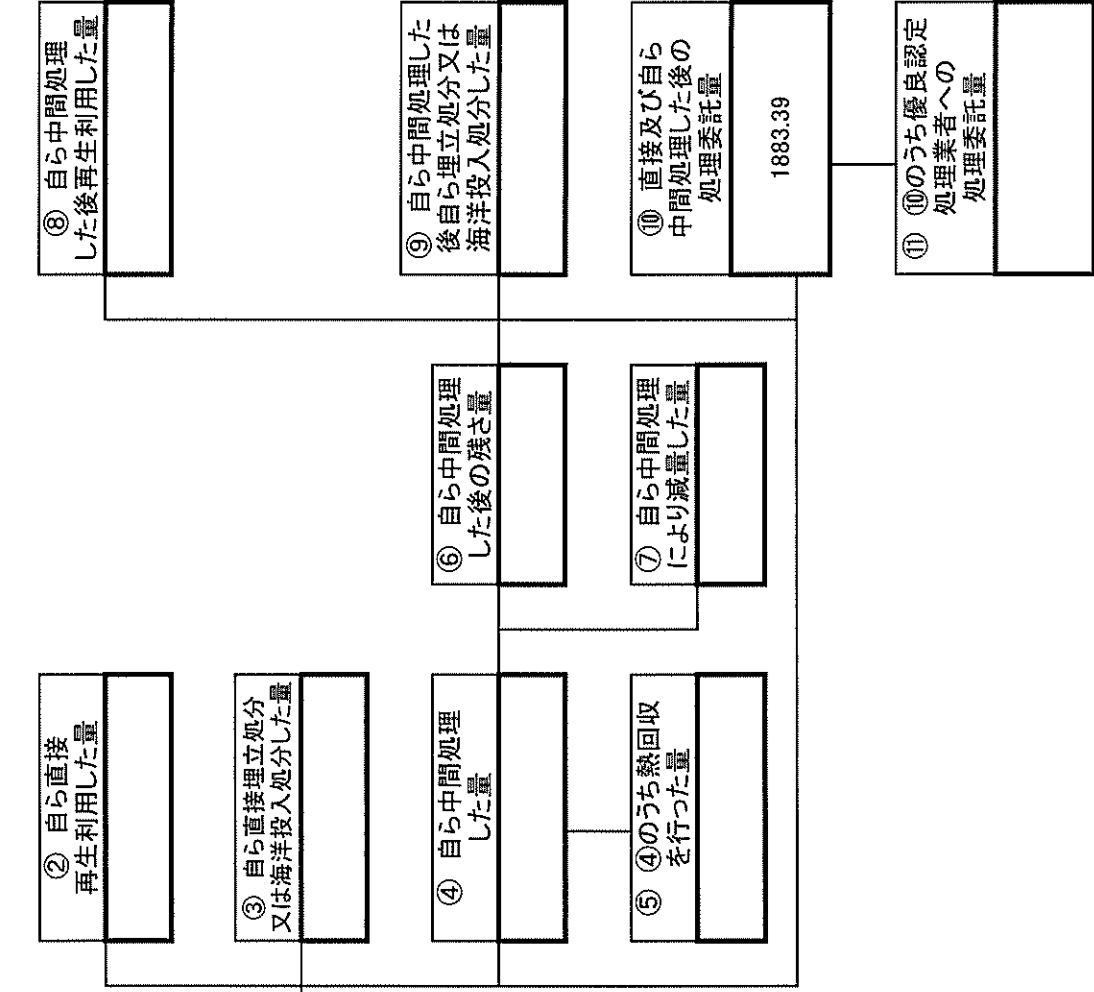 ② 自ら直接
再生利用した量
③ 自ら直接埋立処分
又は海洋投入処分した量
④ 自ら中間処理
した量
⑤ ④のうち熱回収
を行った量
⑥ 自ら中間処理
した後の残さ量
⑦ 自ら中間処理
により減量した量
⑧ 自ら中間処理
した後再生利用した量
⑨ 自ら中間処理した
後自ら埋立処分又は
海洋投入処分した量
⑩ 直接及び自ら
中間処理した後の
処理委託量
1883.39
⑪ ⑩のうち優良認定
処理業者への
処理委託量